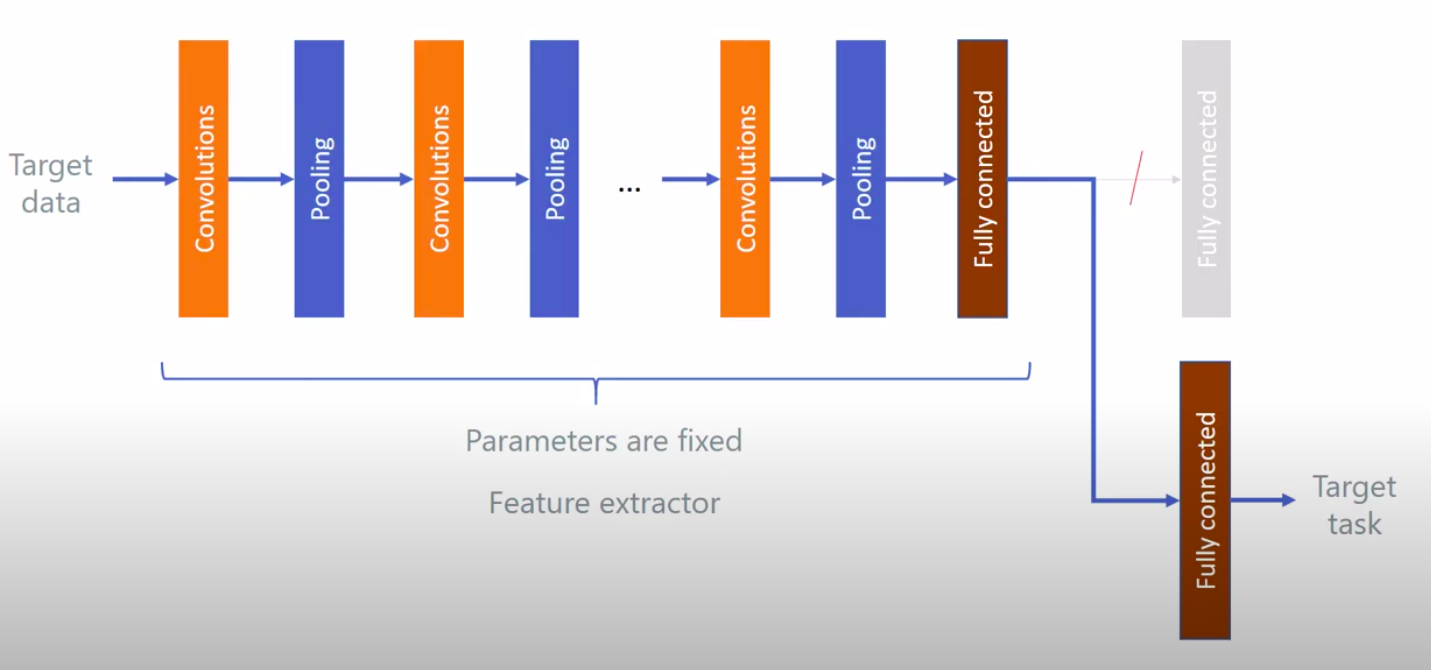 Target
data
Convolutions
Pooling
Convolutions
Pooling
...
Convolutions
Pooling
Fully connected
Fully connected
Parameters are fixed
Feature extractor
Fully connected
Target
task